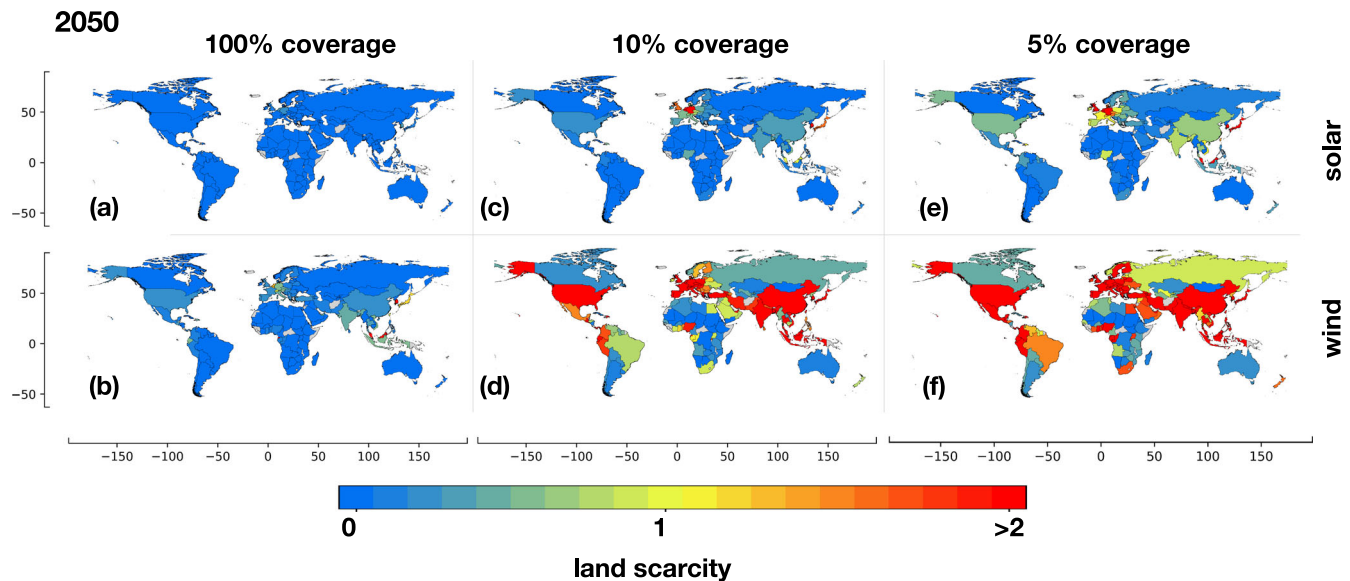 2050
100% coverage
10% coverage
5% coverage
50
0
−50
(a)
(c)
(e)
solar
50
0
−50
(b)
(d)
(f)
wind
−150 −100 −50 0 50 100 150
−150 −100 −50 0 50 100 150
−150 −100 −50 0 50 100 150
0 1 >2
land scarcity